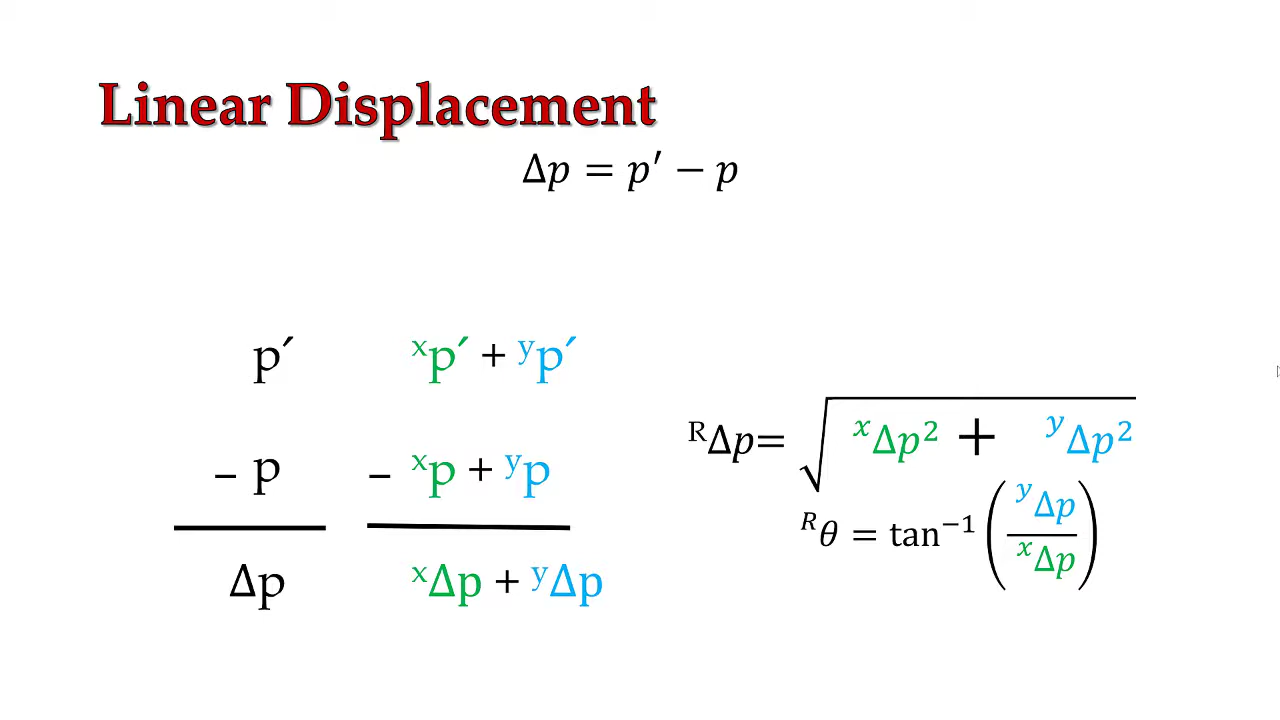 Linear Displacement
Δp = p′ − p
p´ ˣp´ + ʸp´
– p – ˣp + ʸp
Δp ˣΔp + ʸΔp
ᴿΔp= √(ˣΔp² + ʸΔp²)
ᴿθ = tan⁻¹ (ʸΔp / ˣΔp)